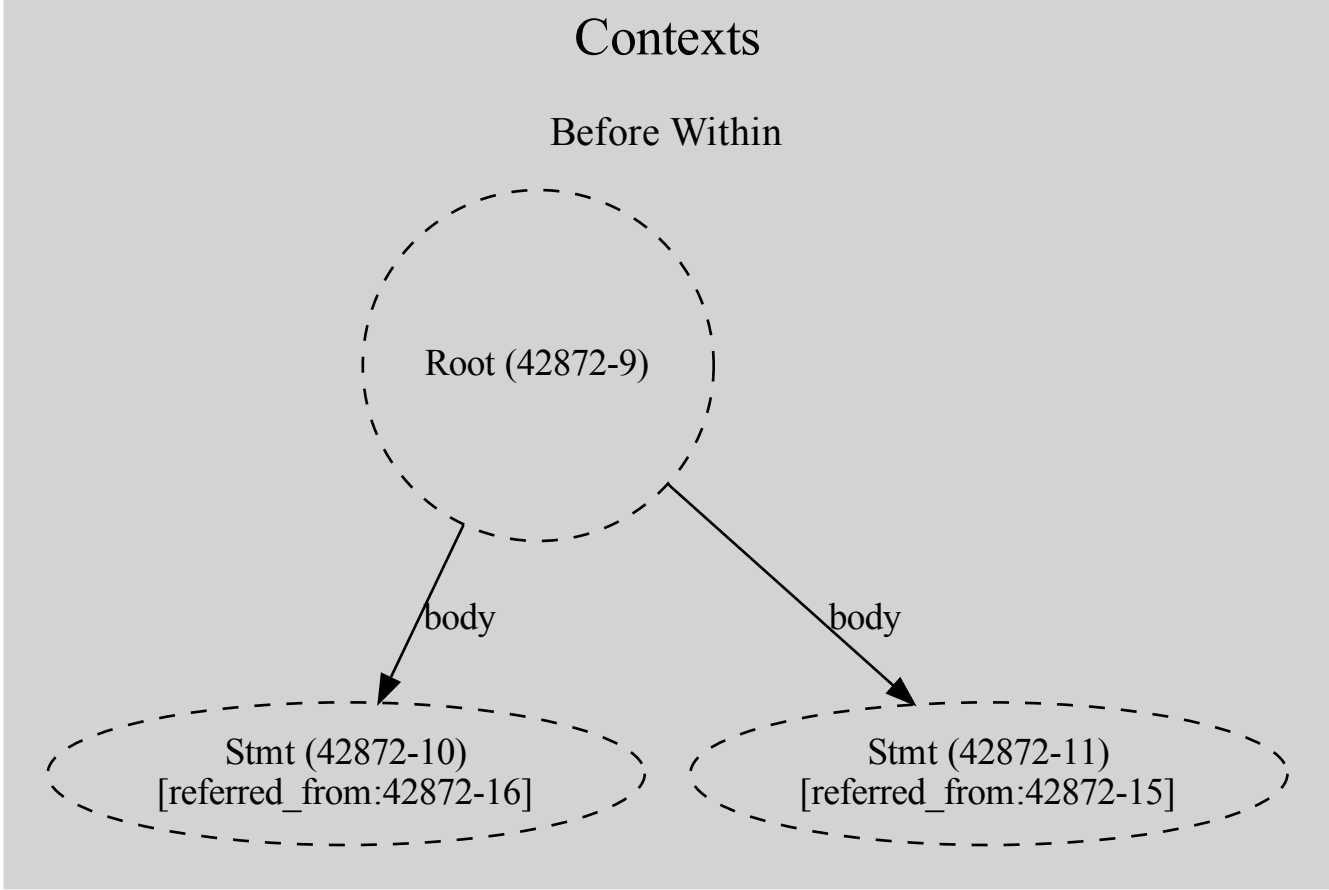 Contexts
Before Within
Root (42872-9)
body
body
Stmt (42872-10)
[referred_from:42872-16]
Stmt (42872-11)
[referred_from:42872-15]